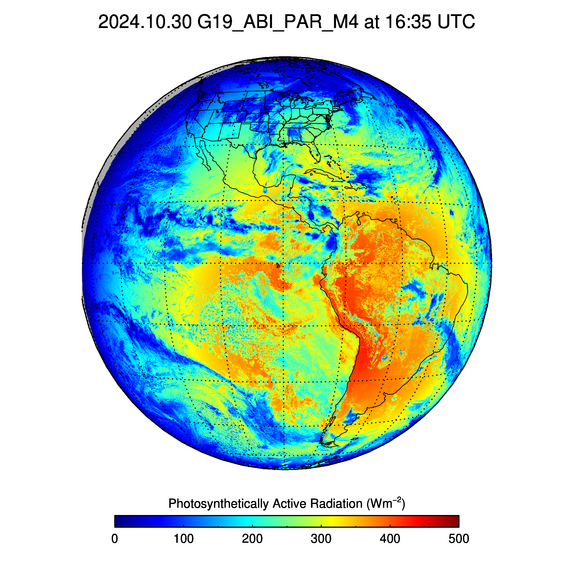 2024.10.30 G19_ABI_PAR_M4 at 16:35 UTC
Photosynthetically Active Radiation (Wm⁻²)
0 100 200 300 400 500